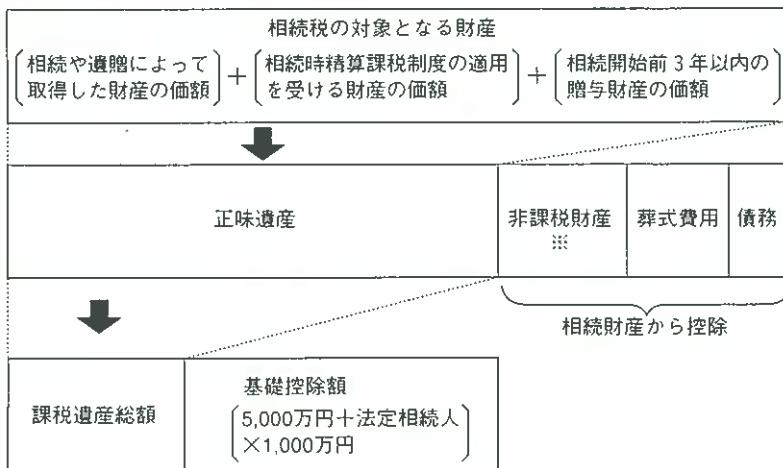 相続税の対象となる財産
(相続や遺贈によって取得した財産の価額)＋(相続時精算課税制度の適用を受ける財産の価額)＋(相続開始前3年以内の贈与財産の価額)
正味遺産
非課税財産
※
葬式費用
債務
相続財産から控除
課税遺産総額
基礎控除額
(5,000万円＋法定相続人
×1,000万円)